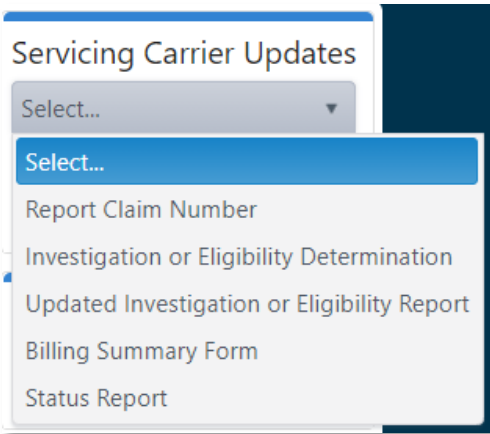 Servicing Carrier Updates
Select...
Select...
Report Claim Number
Investigation or Eligibility Determination
Updated Investigation or Eligibility Report
Billing Summary Form
Status Report